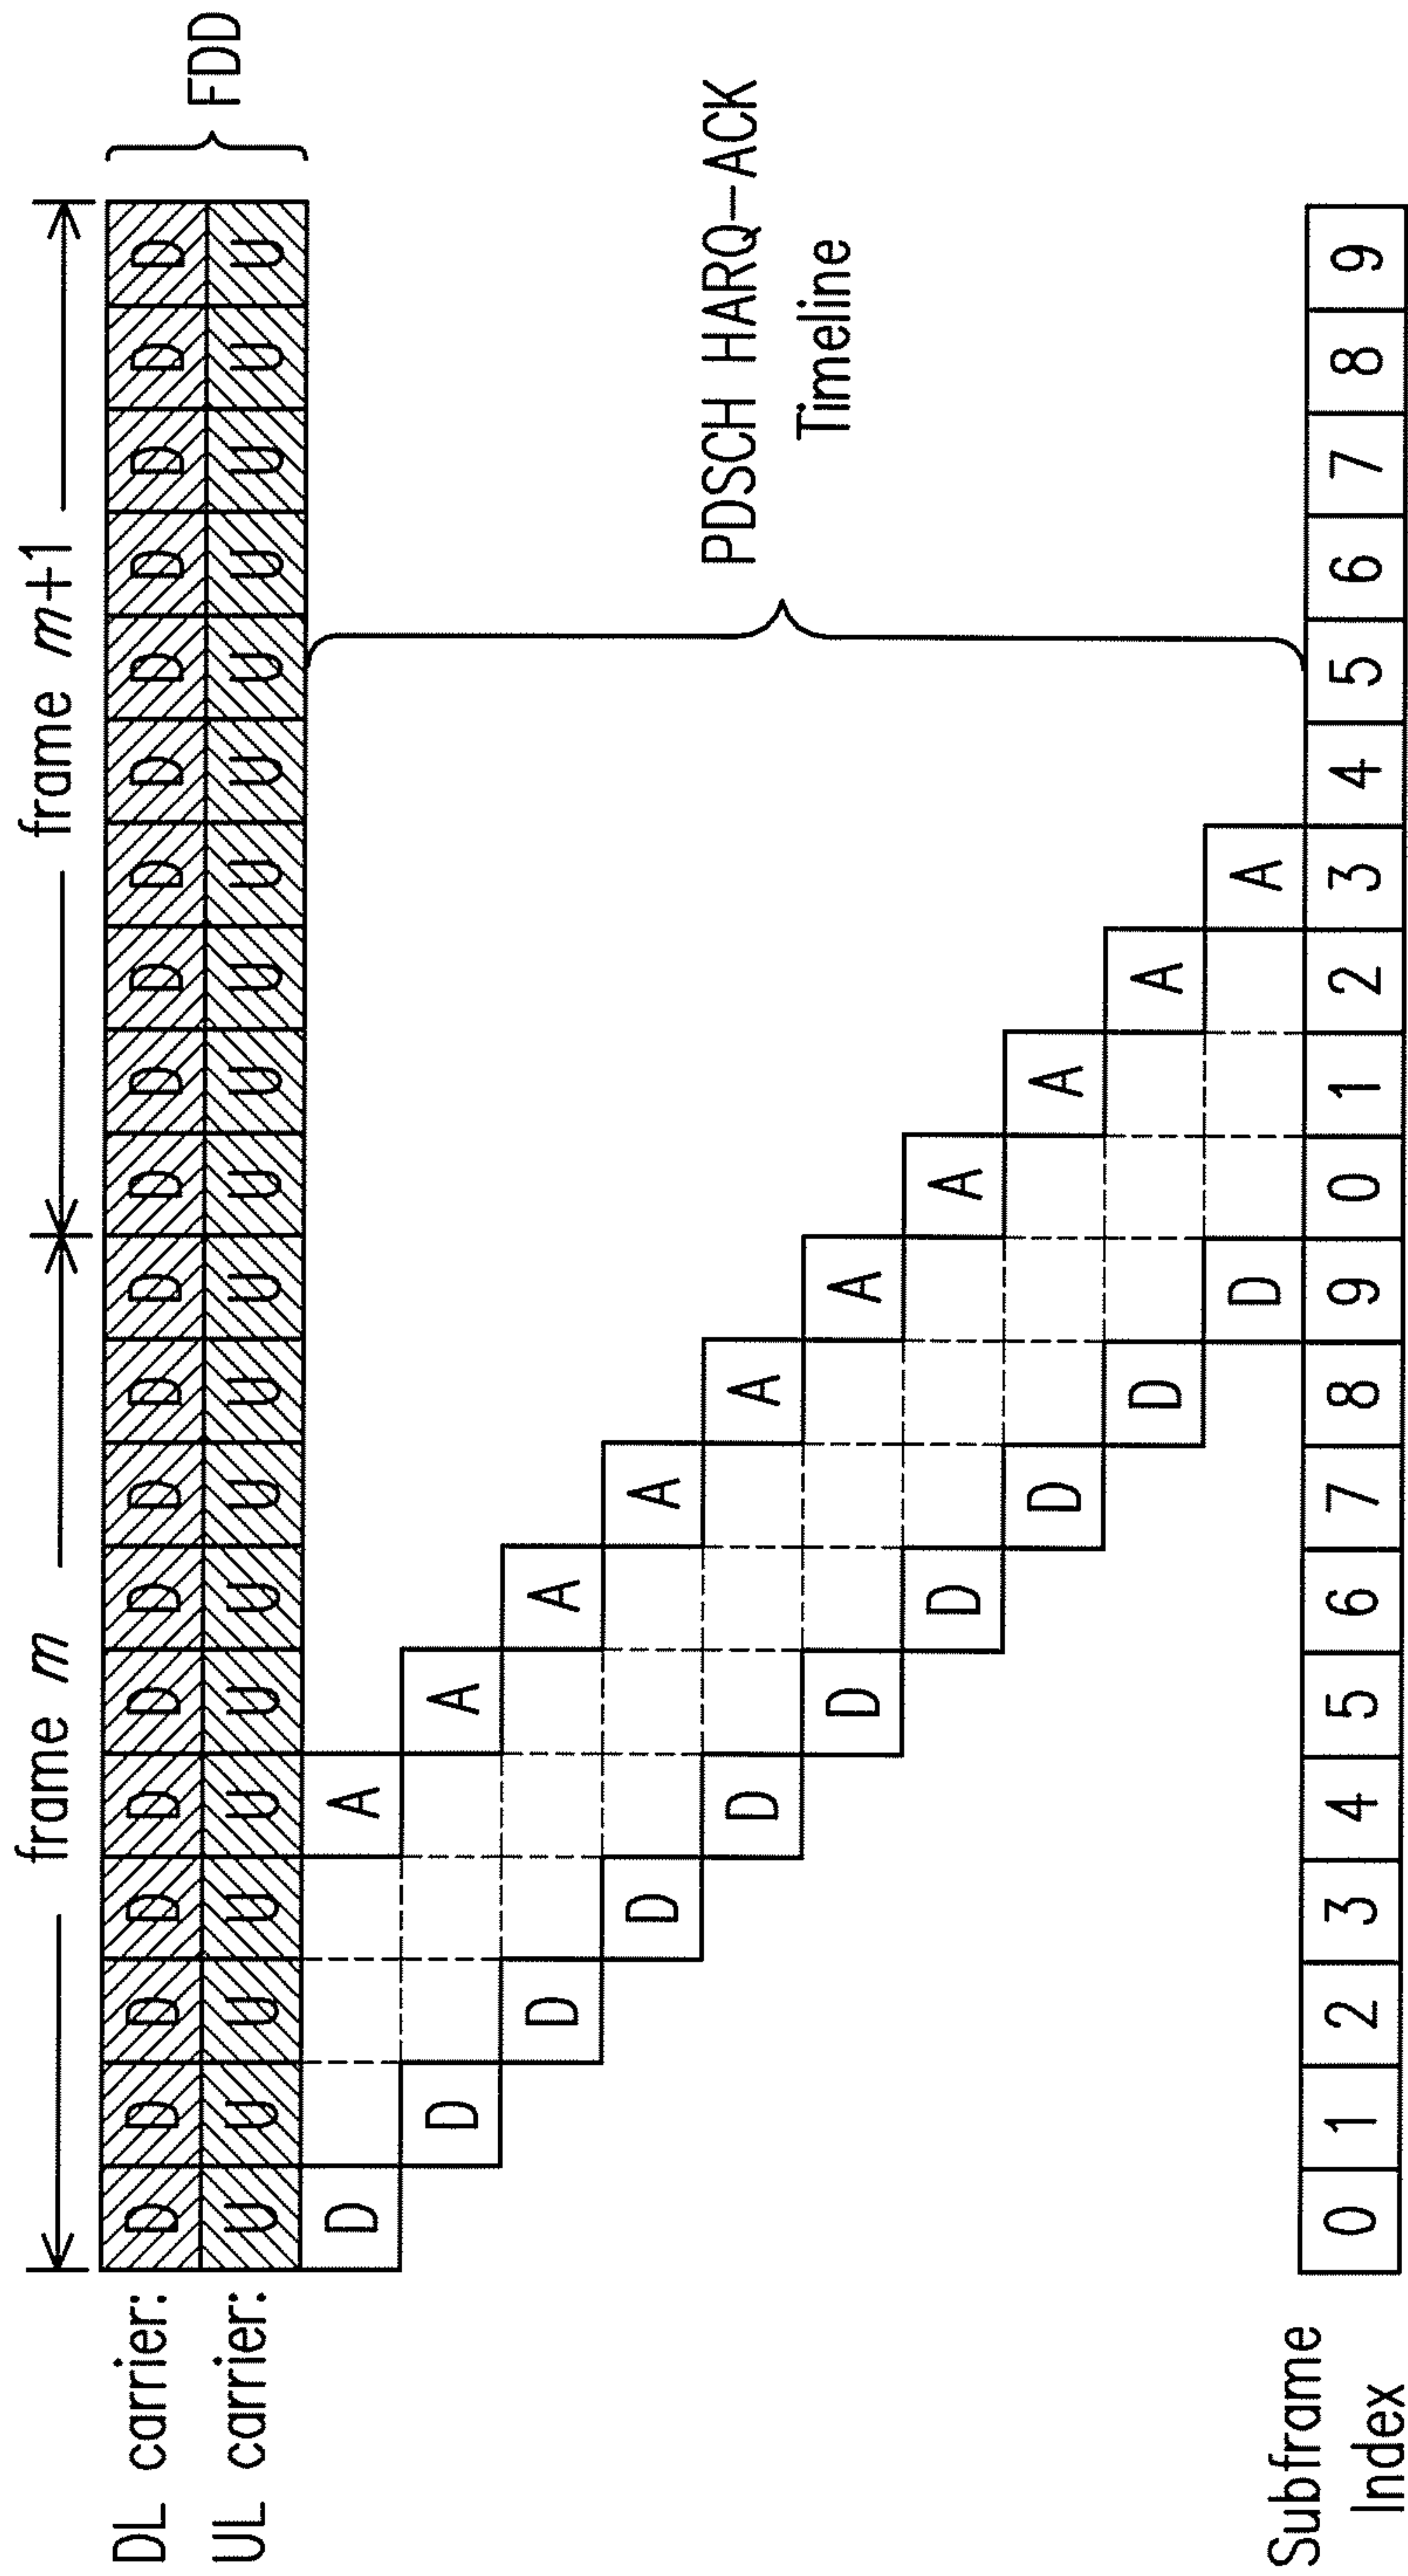 frame m frame m+1
DL carrier: D D D D D D D D D D D D D D D D D D D D
UL carrier: U U U U U U U U U U U U U U U U U U U U
FDD
D A
D A
D A
D A
D A
D A
D A
D A
D A
D A
PDSCH HARQ-ACK
Timeline
Subframe
Index
0 1 2 3 4 5 6 7 8 9 0 1 2 3 4 5 6 7 8 9